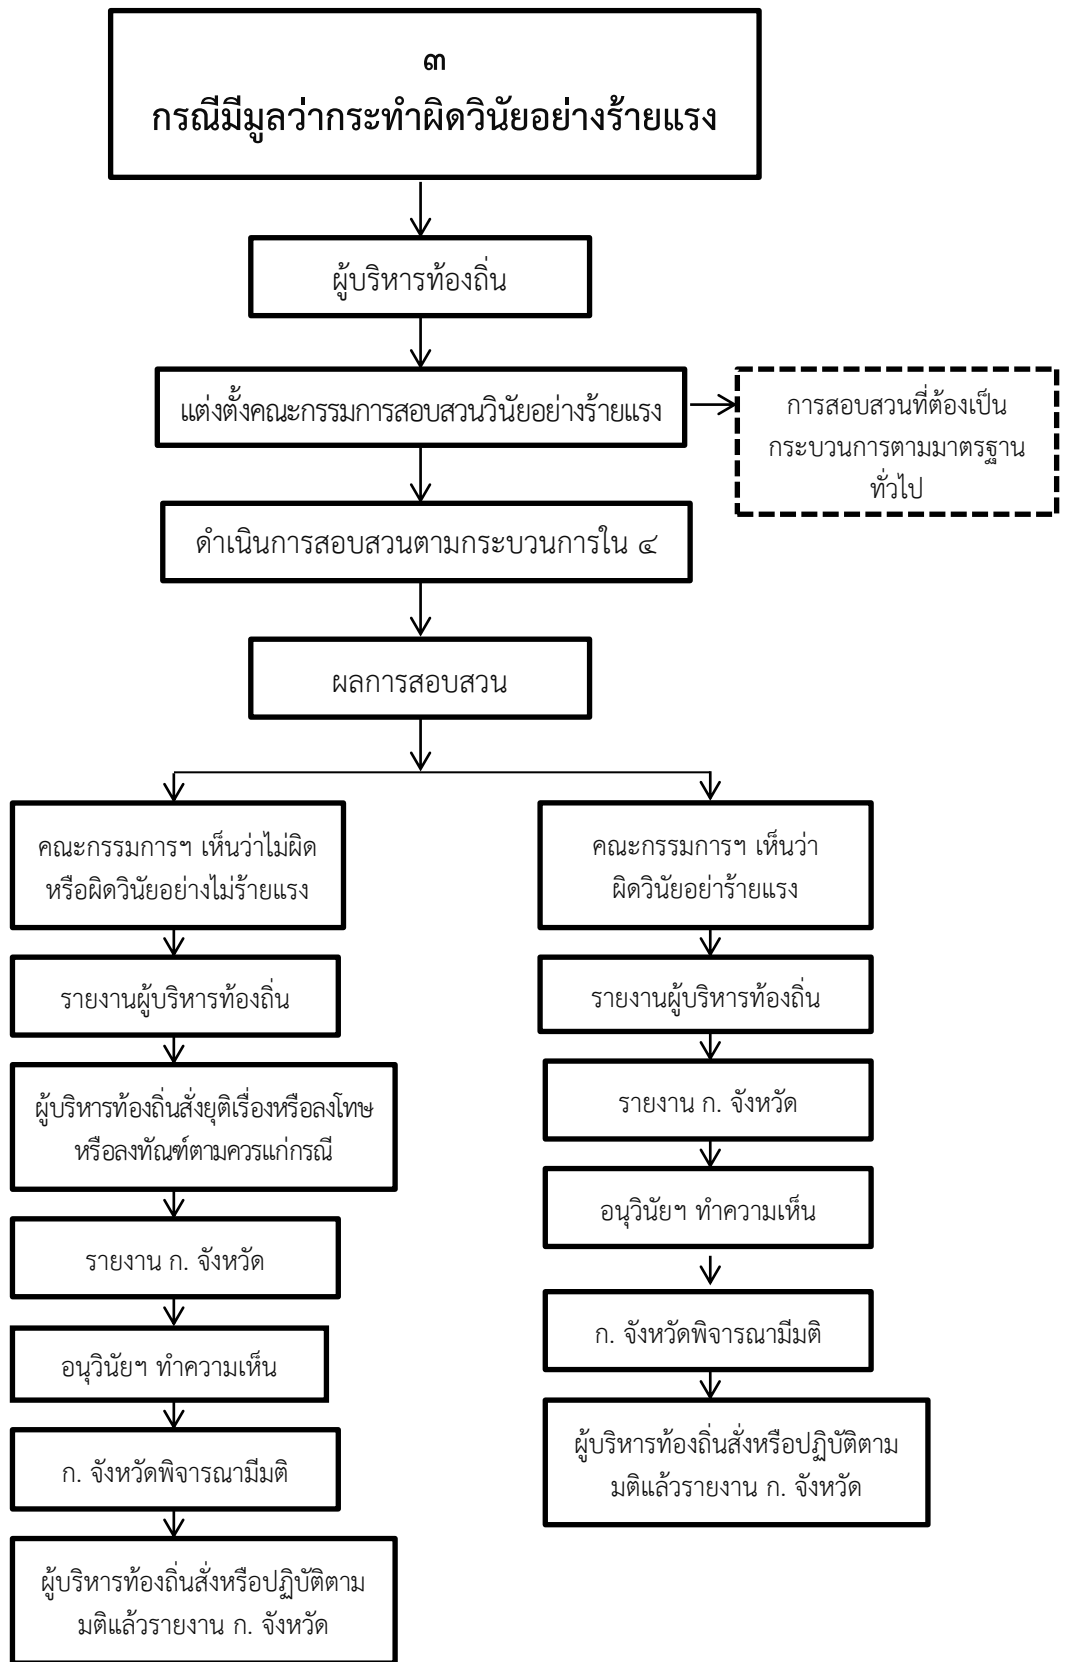 ๓
กรณีมีมูลว่ากระทำผิดวินัยอย่างร้ายแรง
ผู้บริหารท้องถิ่น
แต่งตั้งคณะกรรมการสอบสวนวินัยอย่างร้ายแรง
การสอบสวนที่ต้องเป็น
กระบวนการตามมาตรฐาน
ทั่วไป
ดำเนินการสอบสวนตามกระบวนการใน ๔
ผลการสอบสวน
คณะกรรมการฯ เห็นว่าไม่ผิด
หรือผิดวินัยอย่างไม่ร้ายแรง
รายงานผู้บริหารท้องถิ่น
ผู้บริหารท้องถิ่นสั่งยุติเรื่องหรือลงโทษ
หรือลงทัณฑ์ตามควรแก่กรณี
รายงาน ก. จังหวัด
อนุวินัยฯ ทำความเห็น
ก. จังหวัดพิจารณามีมติ
ผู้บริหารท้องถิ่นสั่งหรือปฏิบัติตาม
มติแล้วรายงาน ก. จังหวัด
คณะกรรมการฯ เห็นว่า
ผิดวินัยอย่าร้ายแรง
รายงานผู้บริหารท้องถิ่น
รายงาน ก. จังหวัด
อนุวินัยฯ ทำความเห็น
ก. จังหวัดพิจารณามีมติ
ผู้บริหารท้องถิ่นสั่งหรือปฏิบัติตาม
มติแล้วรายงาน ก. จังหวัด